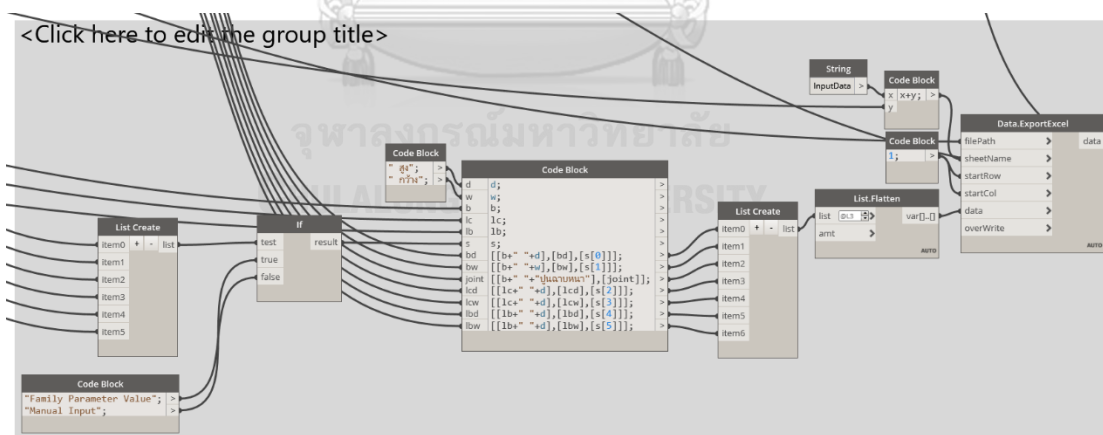 <Click here to edit the group title>
String
InputData >
Code Block
x x+y; >
y
Code Block
1; >
Data.ExportExcel
filePath > data
sheetName >
startRow >
startCol >
data >
overWrite >
AUTO
จุฬาลงกรณ์มหาวิทยาลัย
CHULALONGKORN UNIVERSITY
Code Block
" สูง"; >
" กว้าง"; >
Code Block
d d; >
w w; >
b b; >
lc lc; >
lb lb; >
s s; >
bd [[b+" "+d],[bd],[s[0]]]; >
bw [[b+" "+w],[bw],[s[1]]]; >
joint [[b+" "+"ปูนฉาบหนา"],[joint]]; >
lcd [[lc+" "+d],[lcd],[s[2]]]; >
lcw [[lc+" "+d],[lcw],[s[3]]]; >
lbd [[lb+" "+d],[lbd],[s[4]]]; >
lbw [[lb+" "+d],[lbw],[s[5]]]; >
List Create
item0 + - list
item1
item2
item3
item4
item5
item6
List.Flatten
list @L3 > var[]..[]
amt >
AUTO
List Create
item0 + - list
item1
item2
item3
item4
item5
If
test result
true
false
Code Block
"Family Parameter Value"; >
"Manual Input"; >